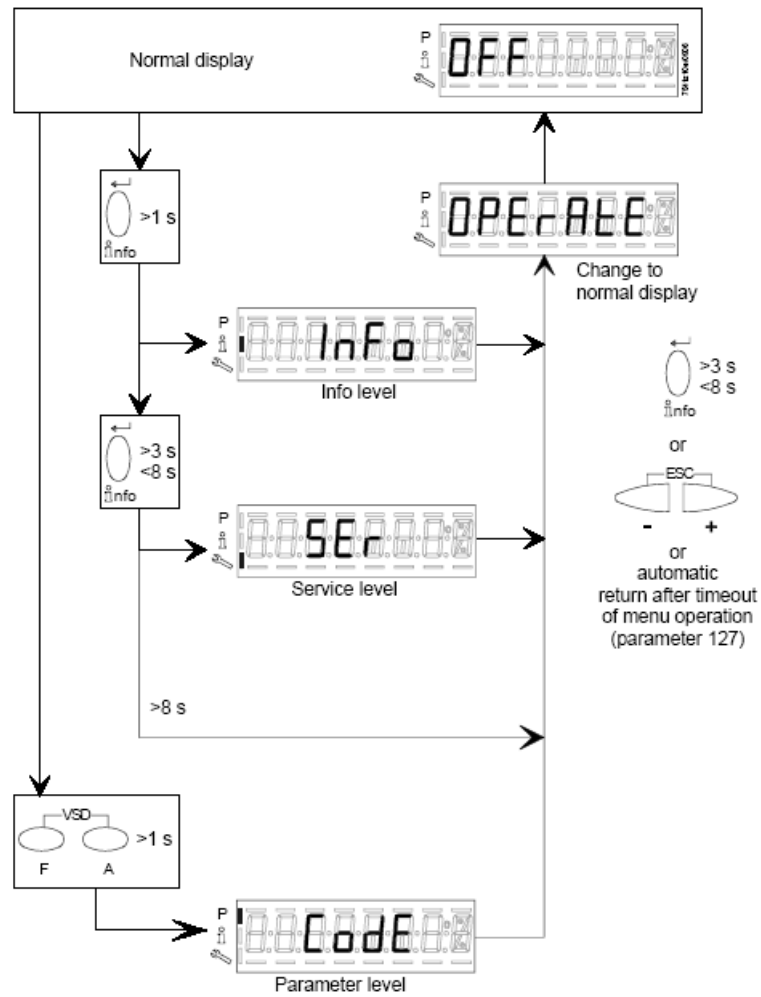 Normal display
P
i
OFF
>1 s
info
P
i
OPErAtE
Change to
normal display
P
i
InFo
Info level
>3 s
<8 s
info
>3 s
<8 s
info
or
ESC
- +
or
automatic
return after timeout
of menu operation
(parameter 127)
P
i
SEr
Service level
>8 s
VSD
>1 s
F A
P
i
CodE
Parameter level